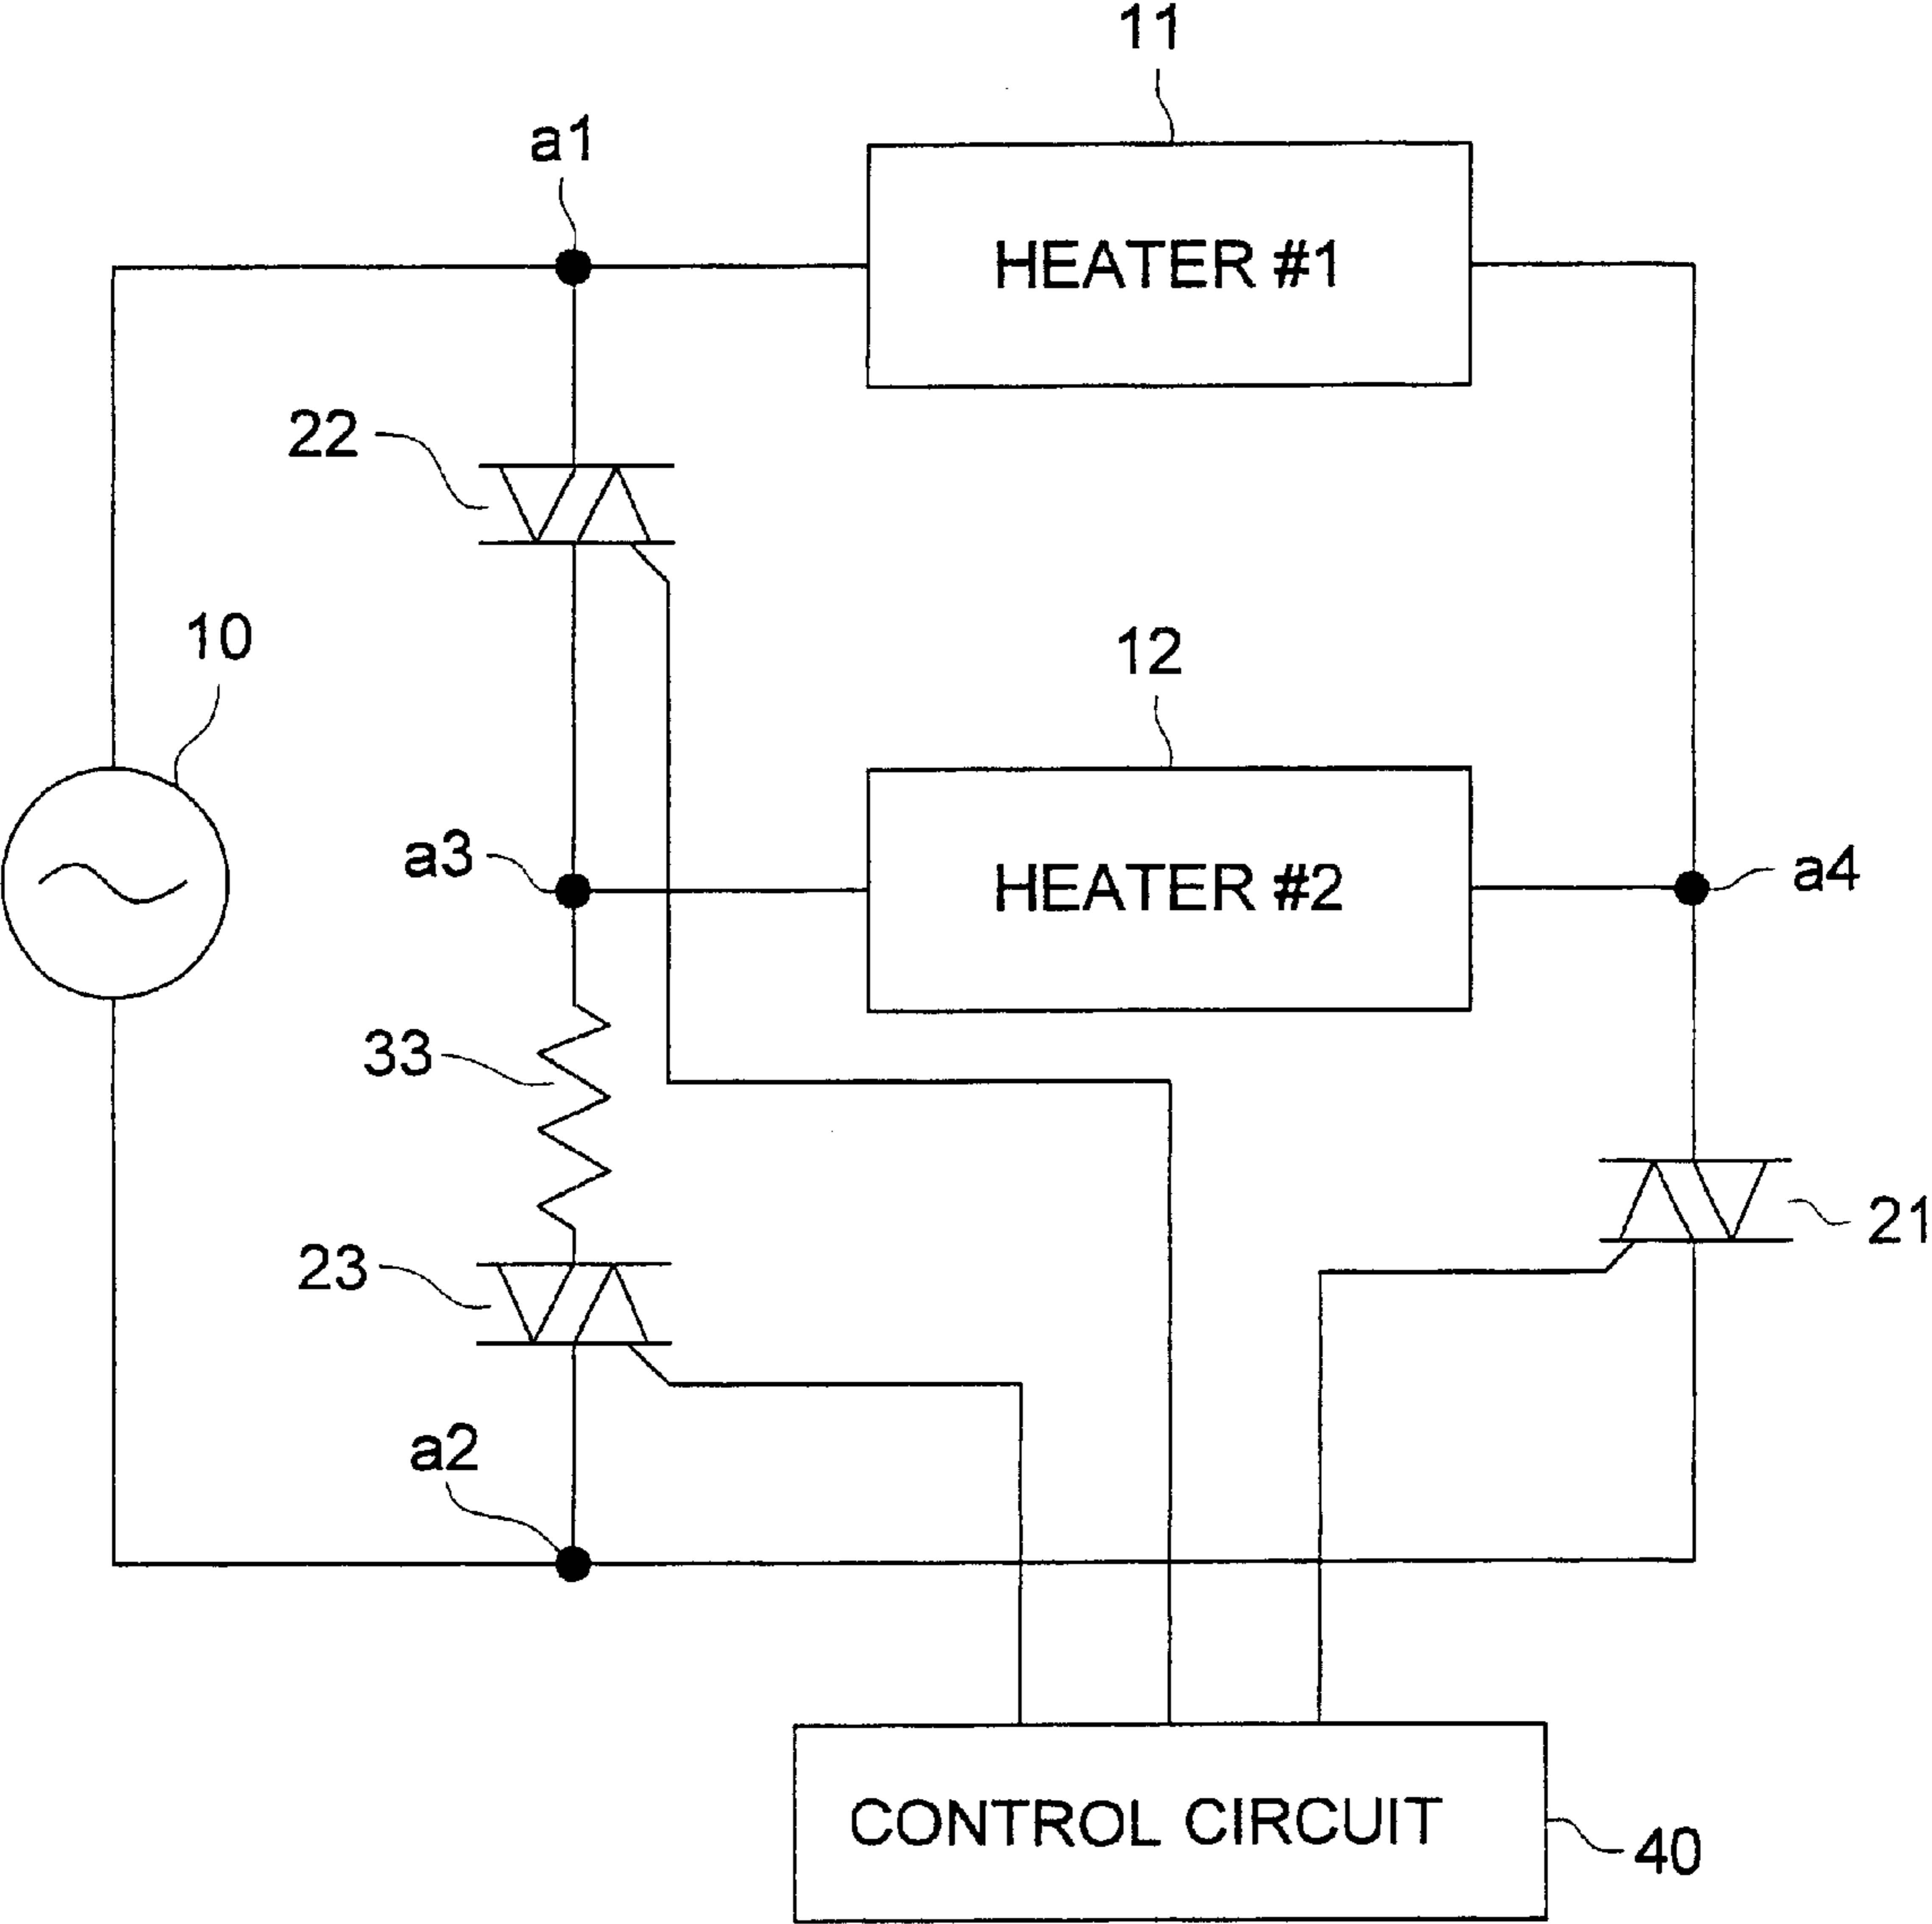 11
a1
HEATER #1
22
10
12
a3
HEATER #2
a4
33
21
23
a2
CONTROL CIRCUIT
40